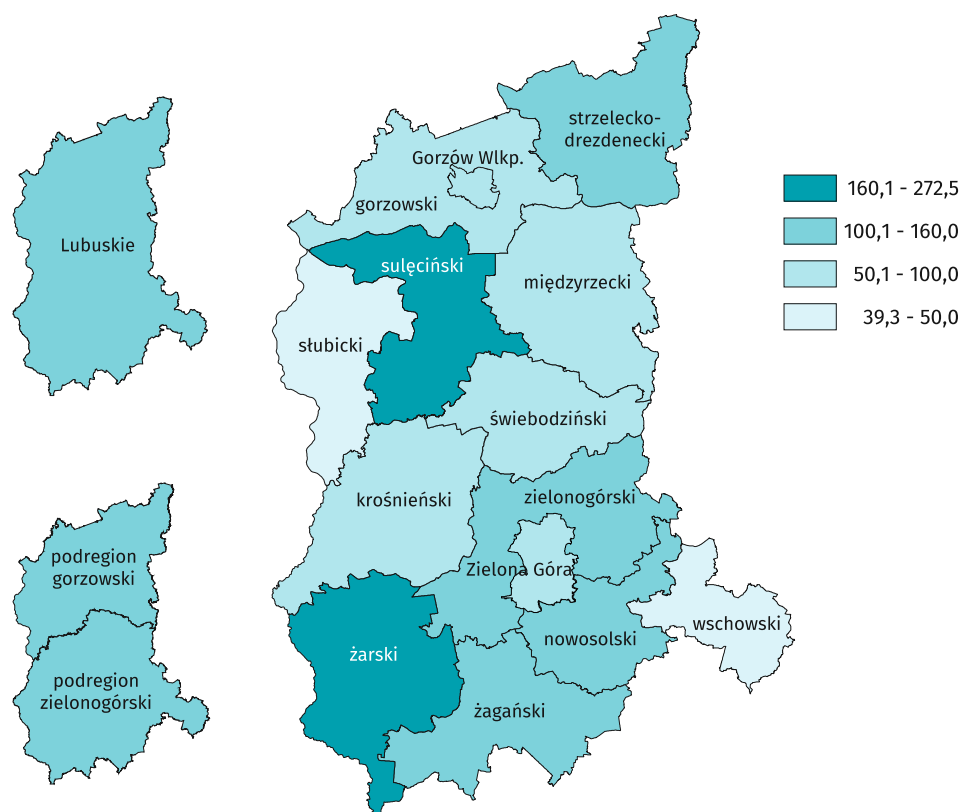 Lubuskie
podregion
gorzowski
podregion
zielonogórski
strzelecko-
drezdenecki
Gorzów Wlkp.
gorzowski
sulęciński
międzyrzecki
słubicki
świebodziński
krośnieński
zielonogórski
Zielona Góra
nowosolski
wschowski
żarski
żagański
160,1 - 272,5
100,1 - 160,0
50,1 - 100,0
39,3 - 50,0